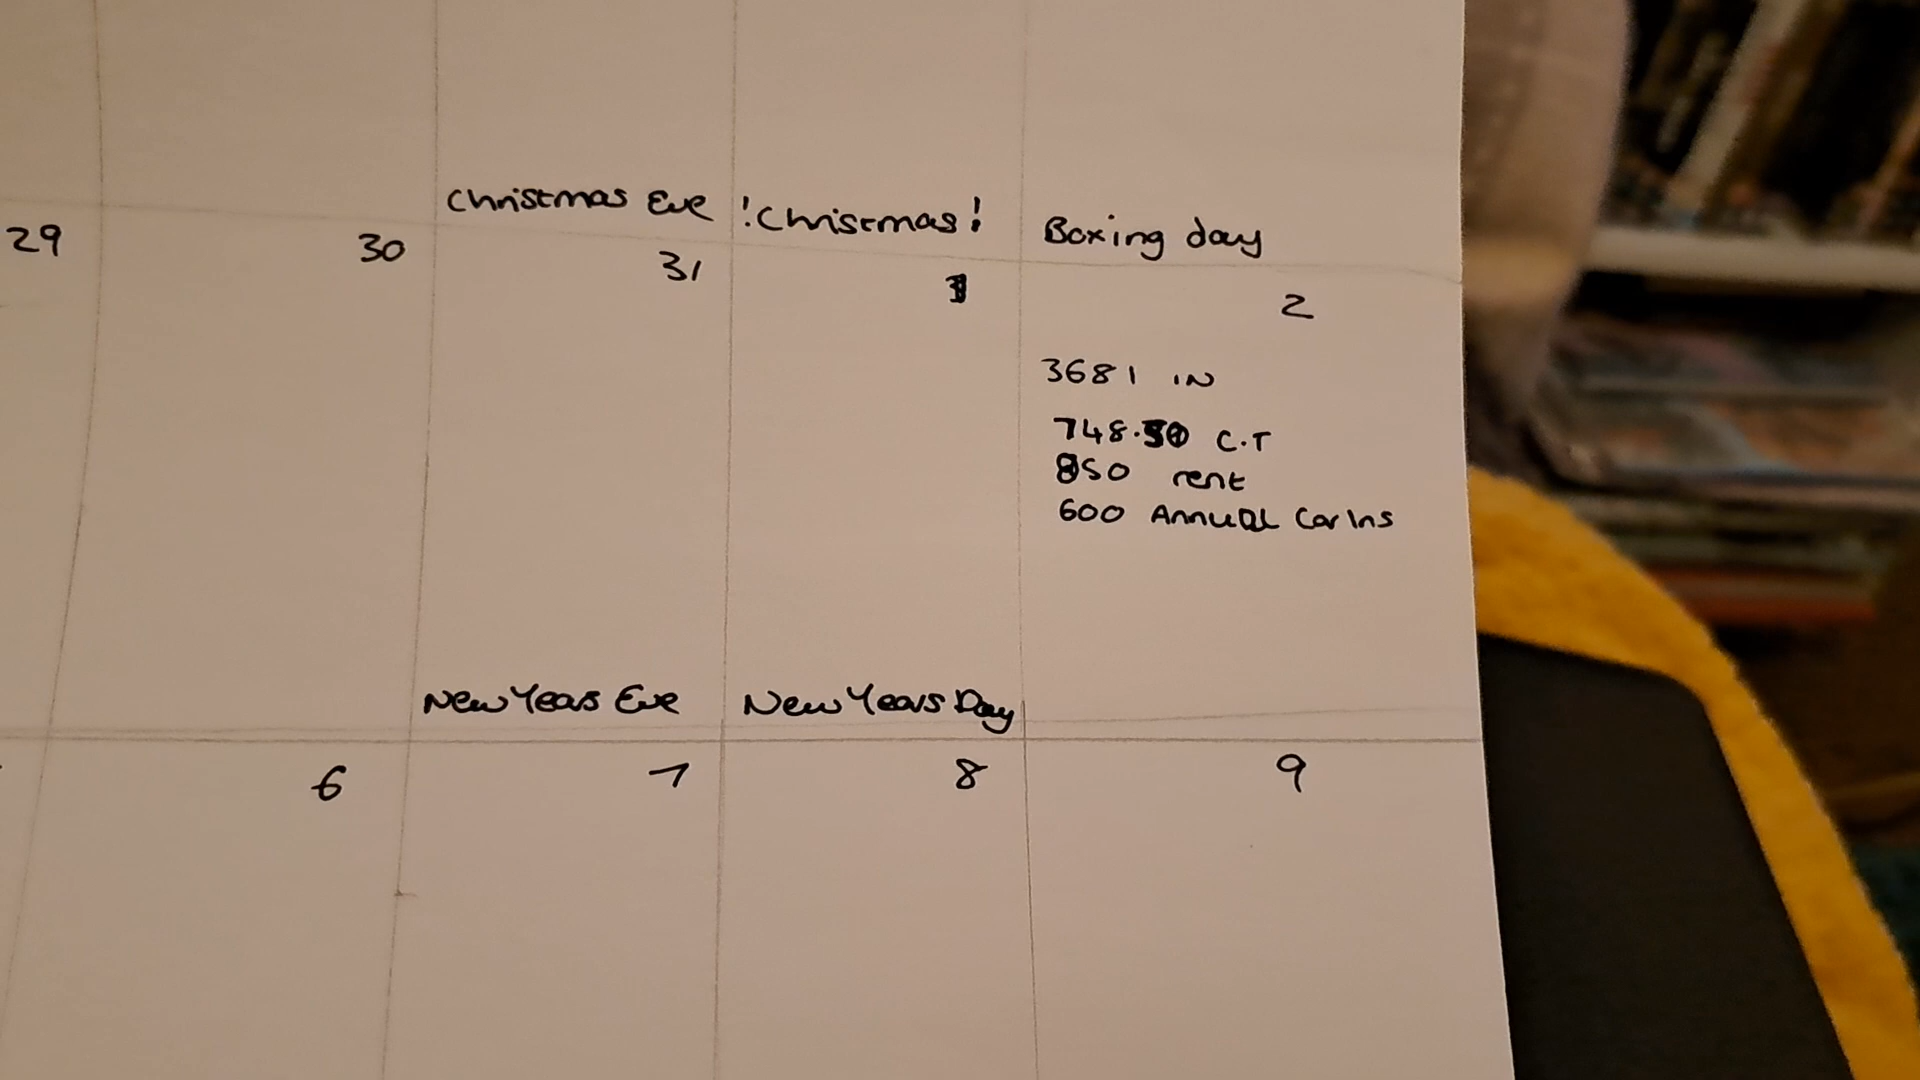 Christmas Eve
!Chrismas!
Boxing day
29
30
31
1
2
3681 IN
748.50 C.T
850 rent
600 Annual Car Ins
New Years Eve
New Years Day
6
7
8
9